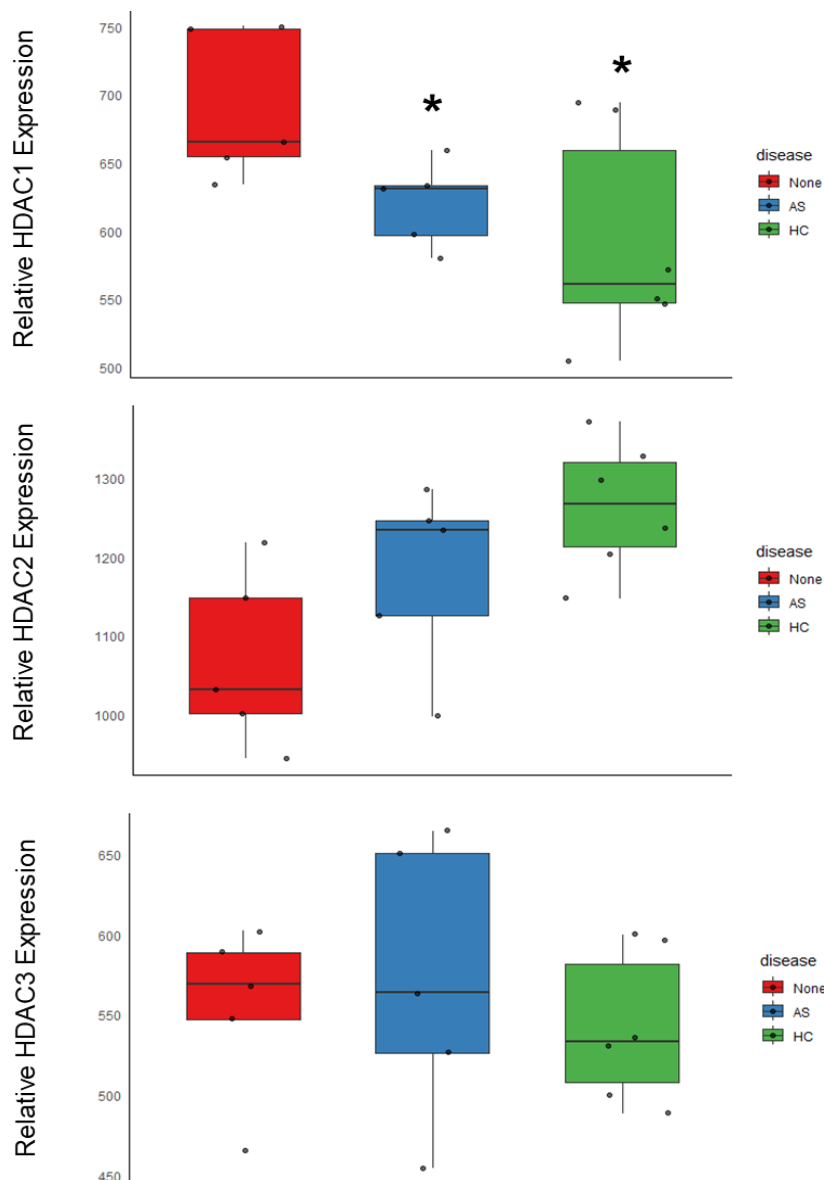 Relative HDAC1 Expression
750
700
650
600
550
500
*
*
disease
None
AS
HC
Relative HDAC2 Expression
1300
1200
1100
1000
disease
None
AS
HC
Relative HDAC3 Expression
650
600
550
500
450
disease
None
AS
HC